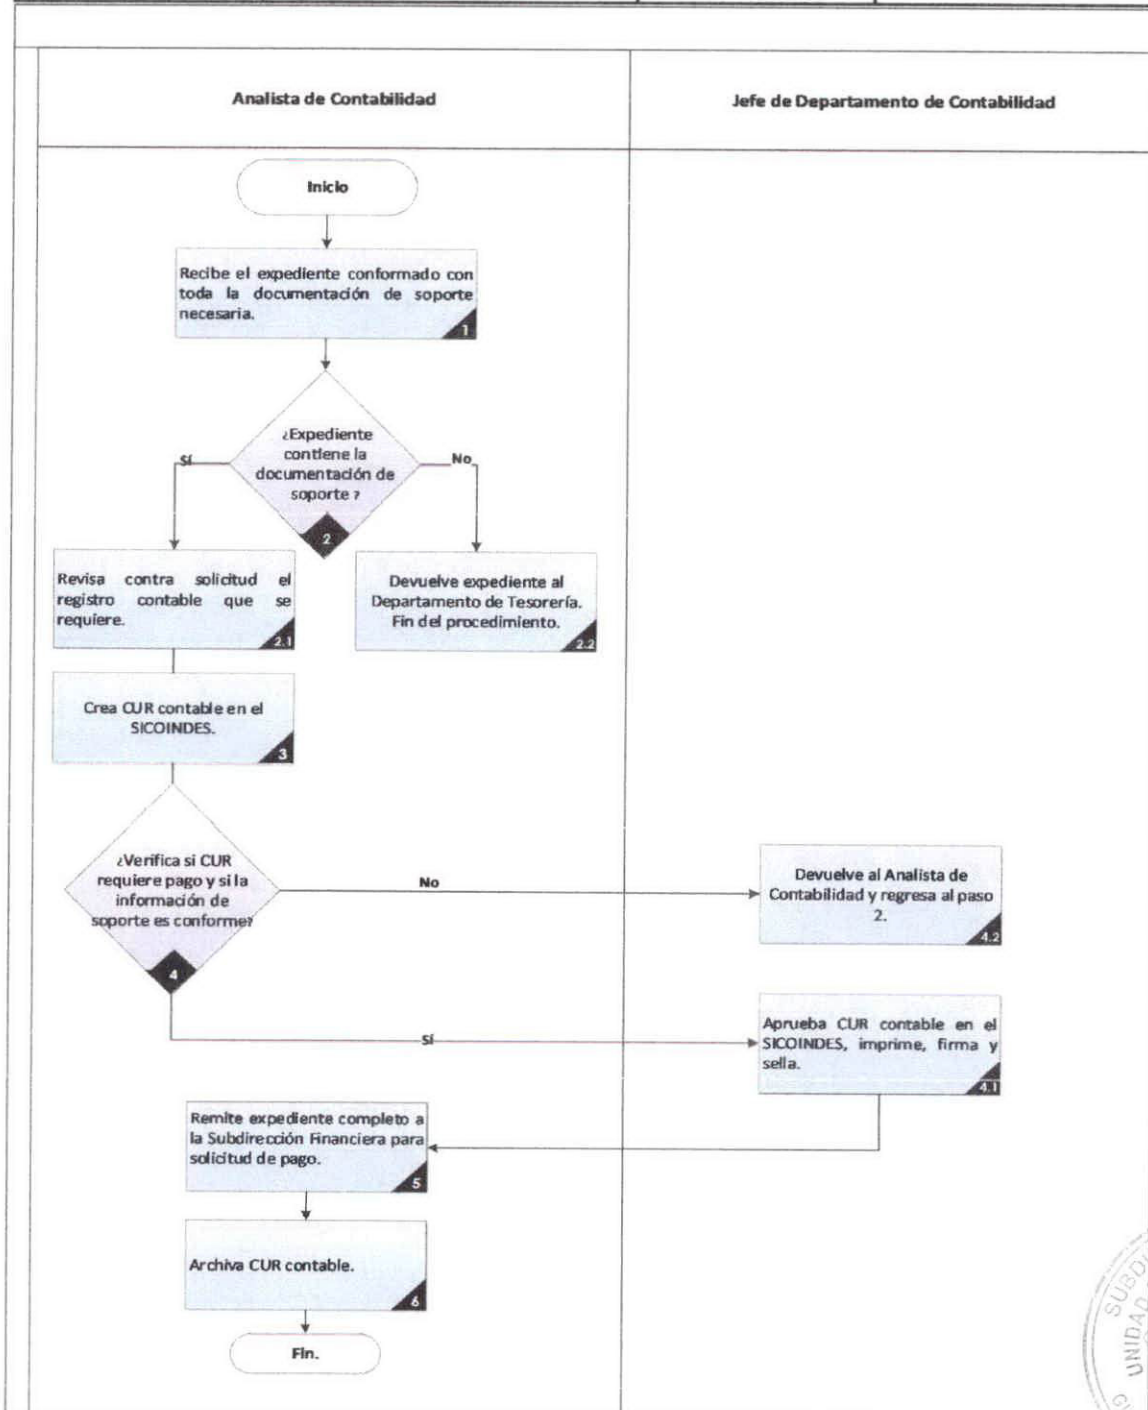 Analista de Contabilidad
Jefe de Departamento de Contabilidad
Inicio
Recibe el expediente conformado con
toda la documentación de soporte
necesaria.
1
¿Expediente
contiene la
documentación de
soporte ?
2
Sí
No
Revisa contra solicitud el
registro contable que se
requiere.
2.1
Devuelve expediente al
Departamento de Tesorería.
Fin del procedimiento.
2.2
Crea CUR contable en el
SICOINDES.
3
¿Verifica si CUR
requiere pago y si la
información de
soporte es conforme?
4
No
Devuelve al Analista de
Contabilidad y regresa al paso
2.
4.2
Sí
Aprueba CUR contable en el
SICOINDES, imprime, firma y
sella.
4.1
Remite expediente completo a
la Subdirección Financiera para
solicitud de pago.
5
Archiva CUR contable.
6
Fin.
UNIDAD